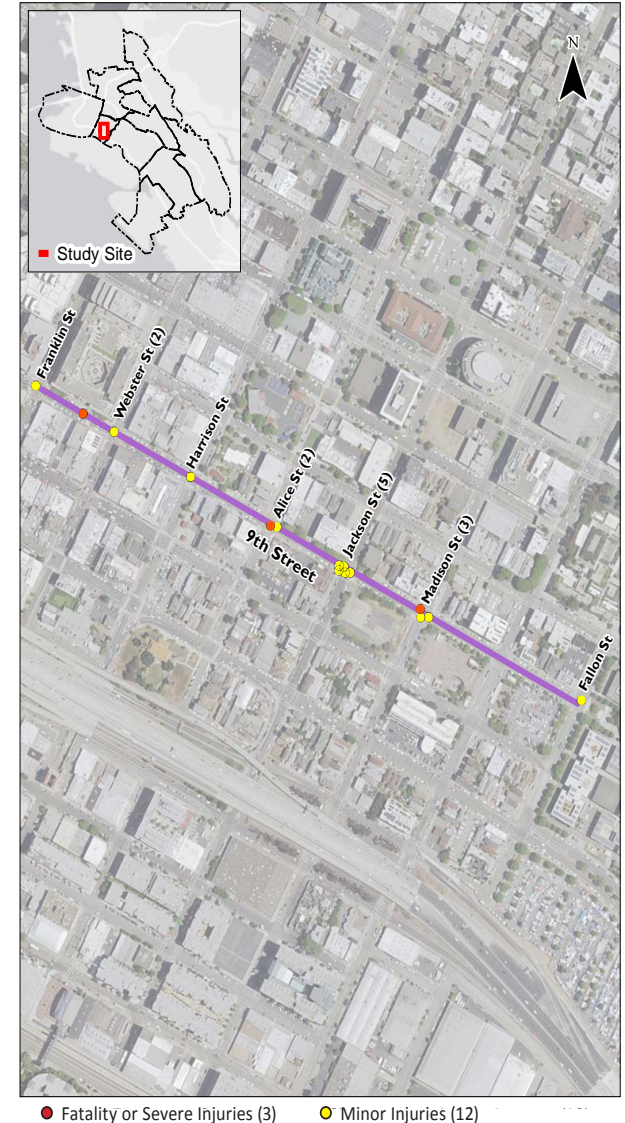 N
Study Site
Franklin St
Webster St (2)
Harrison St
Alice St (2)
9th Street
Jackson St (5)
Madison St (3)
Fallon St
Fatality or Severe Injuries (3) Minor Injuries (12)